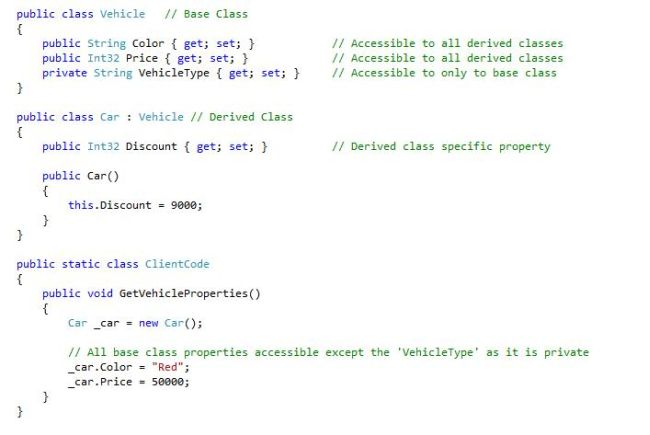 public class Vehicle   // Base Class
{
    public String Color { get; set; }            // Accessible to all derived classes
    public Int32 Price { get; set; }             // Accessible to all derived classes
    private String VehicleType { get; set; }     // Accessible to only to base class
}

public class Car : Vehicle // Derived Class
{
    public Int32 Discount { get; set; }          // Derived class specific property

    public Car()
    {
        this.Discount = 9000;
    }
}

public static class ClientCode
{
    public void GetVehicleProperties()
    {
        Car _car = new Car();

        // All base class properties accessible except the 'VehicleType' as it is private
        _car.Color = "Red";
        _car.Price = 50000;
    }
}